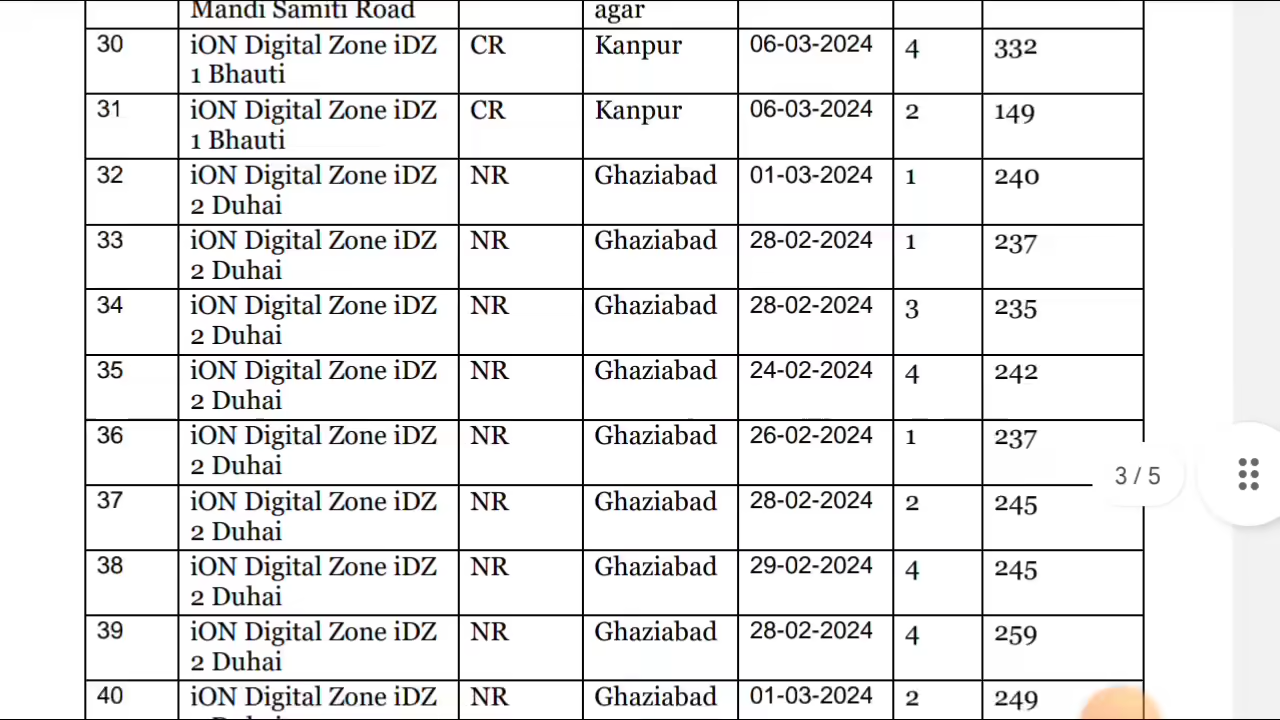 Mandi Samiti Road agar
30 iON Digital Zone iDZ CR Kanpur 06-03-2024 4 332
1 Bhauti
31 iON Digital Zone iDZ CR Kanpur 06-03-2024 2 149
1 Bhauti
32 iON Digital Zone iDZ NR Ghaziabad 01-03-2024 1 240
2 Duhai
33 iON Digital Zone iDZ NR Ghaziabad 28-02-2024 1 237
2 Duhai
34 iON Digital Zone iDZ NR Ghaziabad 28-02-2024 3 235
2 Duhai
35 iON Digital Zone iDZ NR Ghaziabad 24-02-2024 4 242
2 Duhai
36 iON Digital Zone iDZ NR Ghaziabad 26-02-2024 1 237
2 Duhai
3 / 5
37 iON Digital Zone iDZ NR Ghaziabad 28-02-2024 2 245
2 Duhai
38 iON Digital Zone iDZ NR Ghaziabad 29-02-2024 4 245
2 Duhai
39 iON Digital Zone iDZ NR Ghaziabad 28-02-2024 4 259
2 Duhai
40 iON Digital Zone iDZ NR Ghaziabad 01-03-2024 2 249